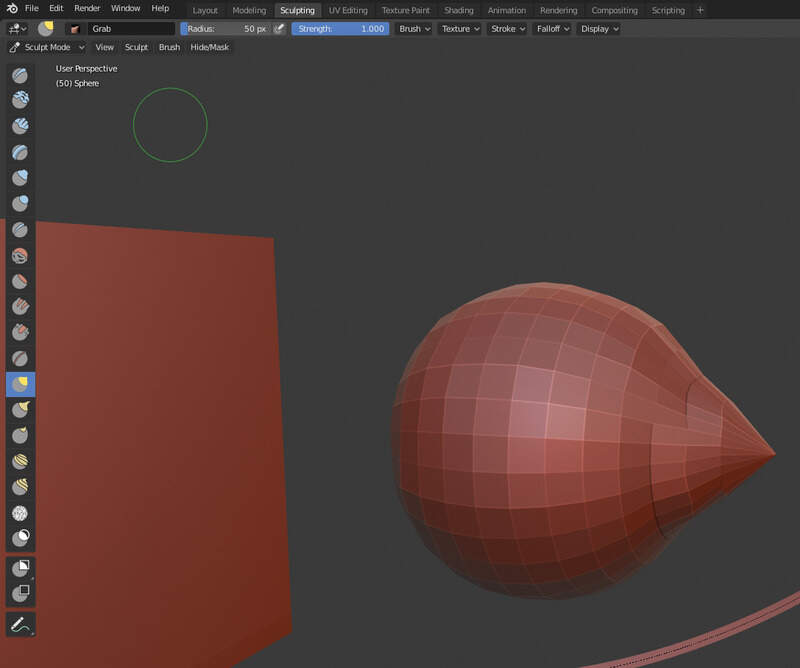 File Edit Render Window Help Layout Modeling Sculpting UV Editing Texture Paint Shading Animation Rendering Compositing Scripting +
Grab Radius: 50 px Strength: 1.000 Brush Texture Stroke Falloff Display
Sculpt Mode View Sculpt Brush Hide/Mask
User Perspective
(50) Sphere